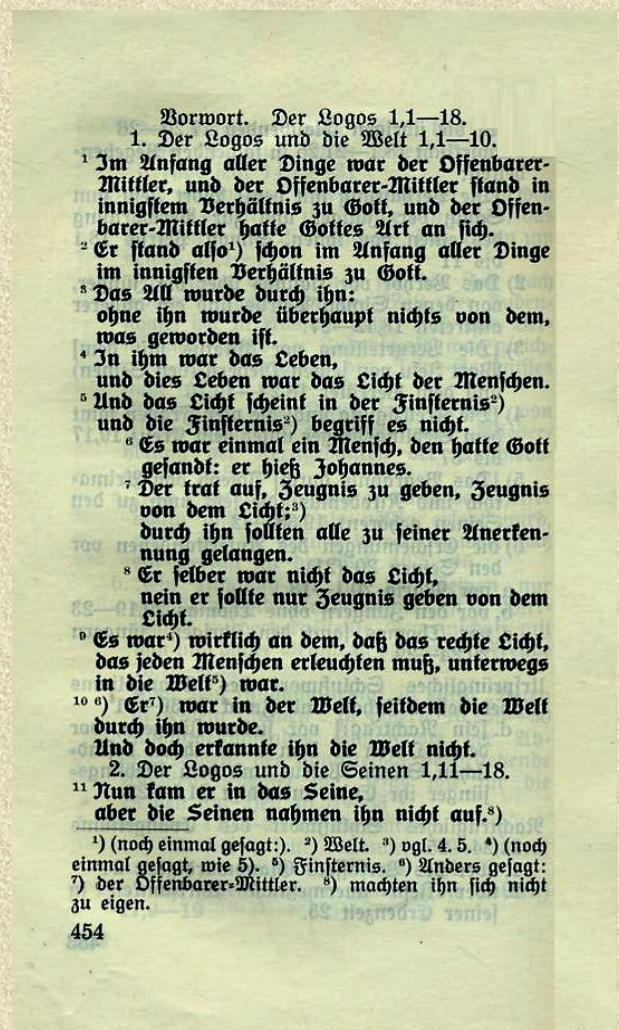 Vorwort. Der Logos 1,1—18.
1. Der Logos und die Welt 1,1—10.
¹ Im Anfang aller Dinge war der Offenbarer-
Mittler, und der Offenbarer-Mittler stand in
innigstem Verhältnis zu Gott, und der Offen-
barer-Mittler hatte Gottes Art an sich.
² Er stand also¹) schon im Anfang aller Dinge
im innigsten Verhältnis zu Gott.
³ Das All wurde durch ihn:
ohne ihn wurde überhaupt nichts von dem,
was geworden ist.
⁴ In ihm war das Leben,
und dies Leben war das Licht der Menschen.
⁵ Und das Licht scheint in der Finsternis²)
und die Finsternis²) begriff es nicht.
⁶ Es war einmal ein Mensch, den hatte Gott
gesandt: er hieß Johannes.
⁷ Der trat auf, Zeugnis zu geben, Zeugnis
von dem Licht;³)
durch ihn sollten alle zu seiner Anerken-
nung gelangen.
⁸ Er selber war nicht das Licht,
nein er sollte nur Zeugnis geben von dem
Licht.
⁹ Es war⁴) wirklich an dem, daß das rechte Licht,
das jeden Menschen erleuchten muß, unterwegs
in die Welt⁵) war.
¹⁰ ⁶) Er⁷) war in der Welt, seitdem die Welt
durch ihn wurde.
Und doch erkannte ihn die Welt nicht.
2. Der Logos und die Seinen 1,11—18.
¹¹ Nun kam er in das Seine,
aber die Seinen nahmen ihn nicht auf.⁸)
¹) (noch einmal gesagt:). ²) Welt. ³) vgl. 4. 5. ⁴) (noch
einmal gesagt, wie 5). ⁵) Finsternis. ⁶) Anders gesagt:
⁷) der Offenbarer-Mittler. ⁸) machten ihn sich nicht
zu eigen.
454